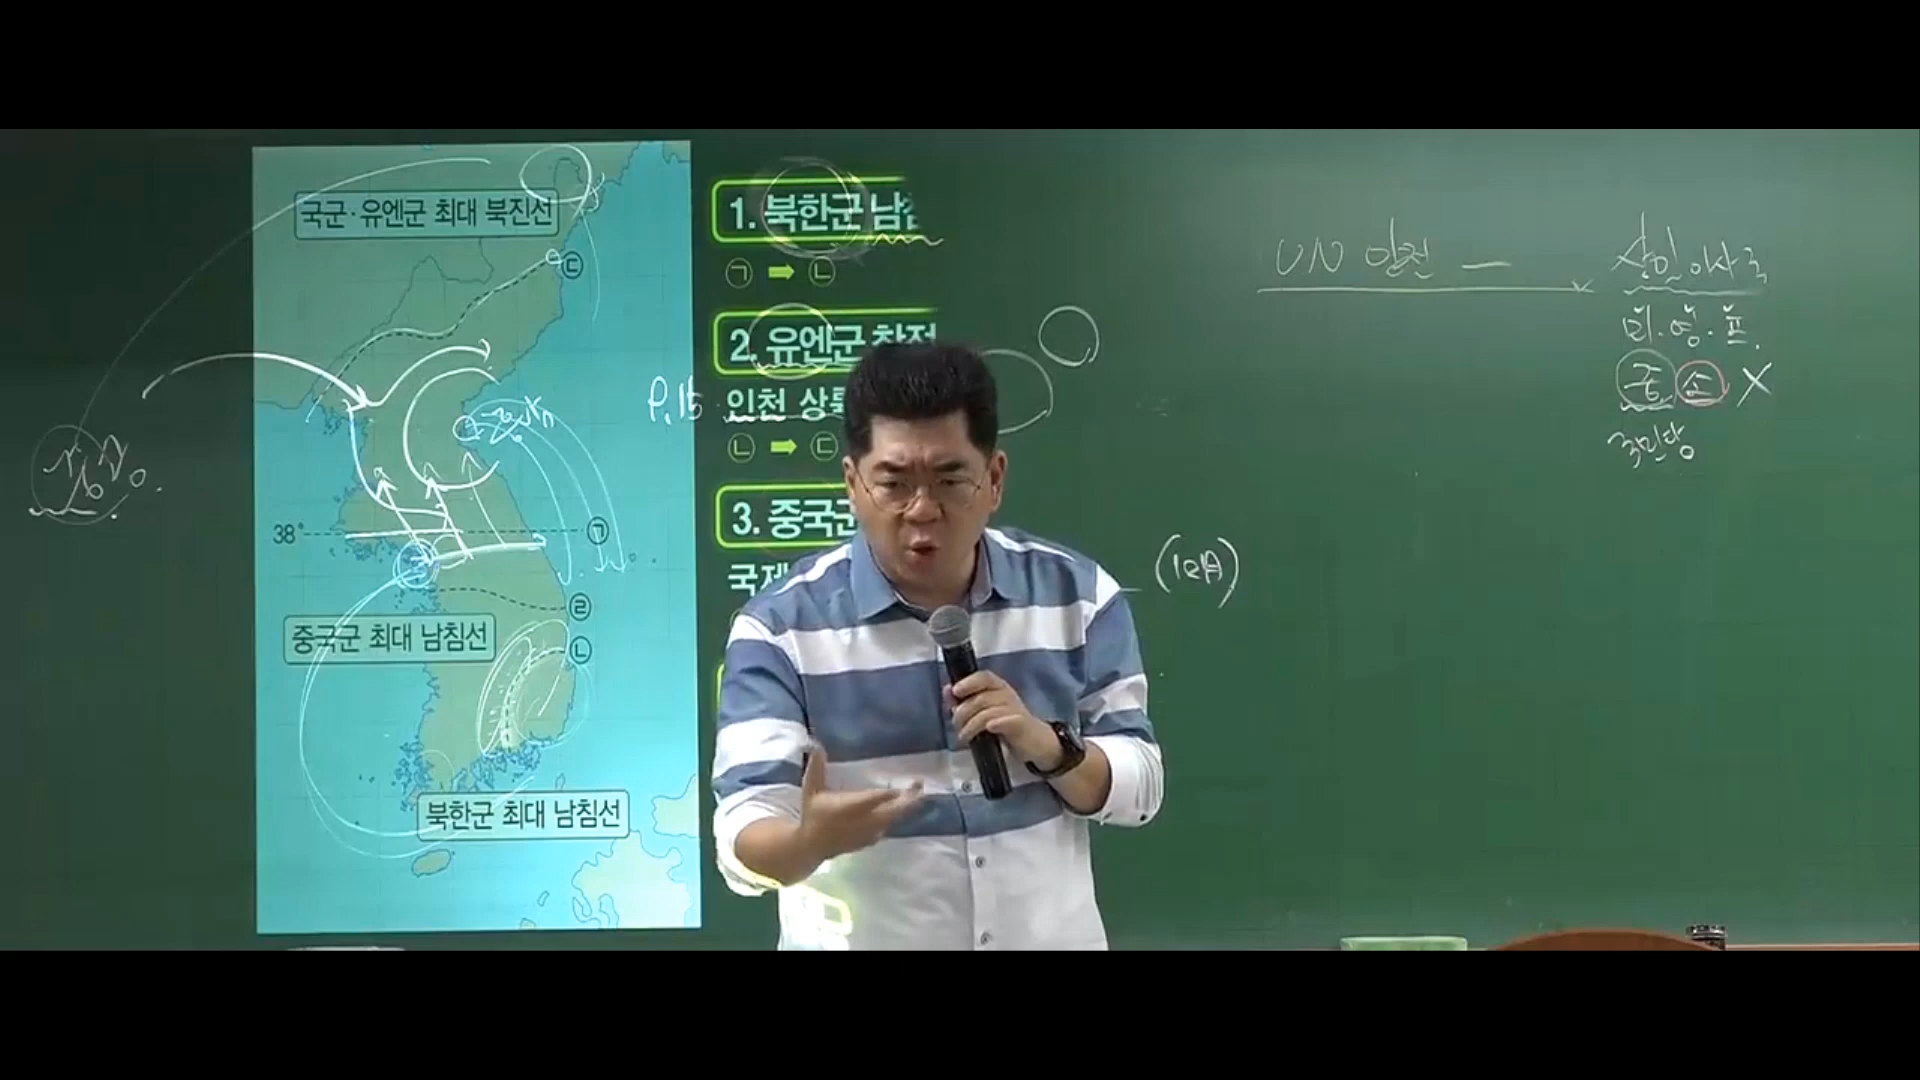 국군·유엔군 최대 북진선
ㄷ
38°
ㄱ
ㄹ
중국군 최대 남침선
ㄴ
북한군 최대 남침선
1. 북한군 남침
ㄱ ➡ ㄴ
2. 유엔군 참전
P.15 인천 상륙
ㄴ ➡ ㄷ
3. 중국군
국제
UN 안전 —
상임이사국
미·영·프.
중 소 X
국민당